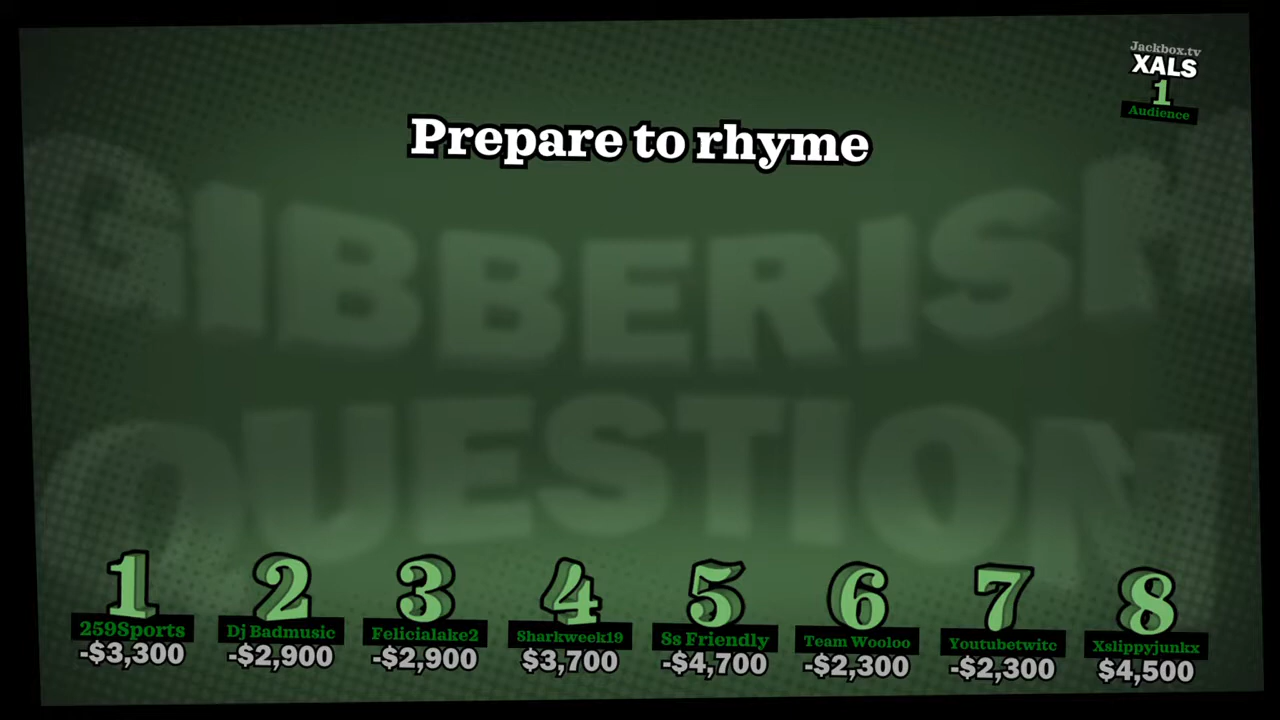 Jackbox.tv
XALS
1
Audience
Prepare to rhyme
GIBBERISH
QUESTION
1 2 3 4 5 6 7 8
259Sports Dj Badmusic Felicialake2 Sharkweek19 Ss Friendly Team Wooloo Youtubetwitc Xslippyjunkx
-$3,300 -$2,900 -$2,900 $3,700 -$4,700 -$2,300 -$2,300 $4,500